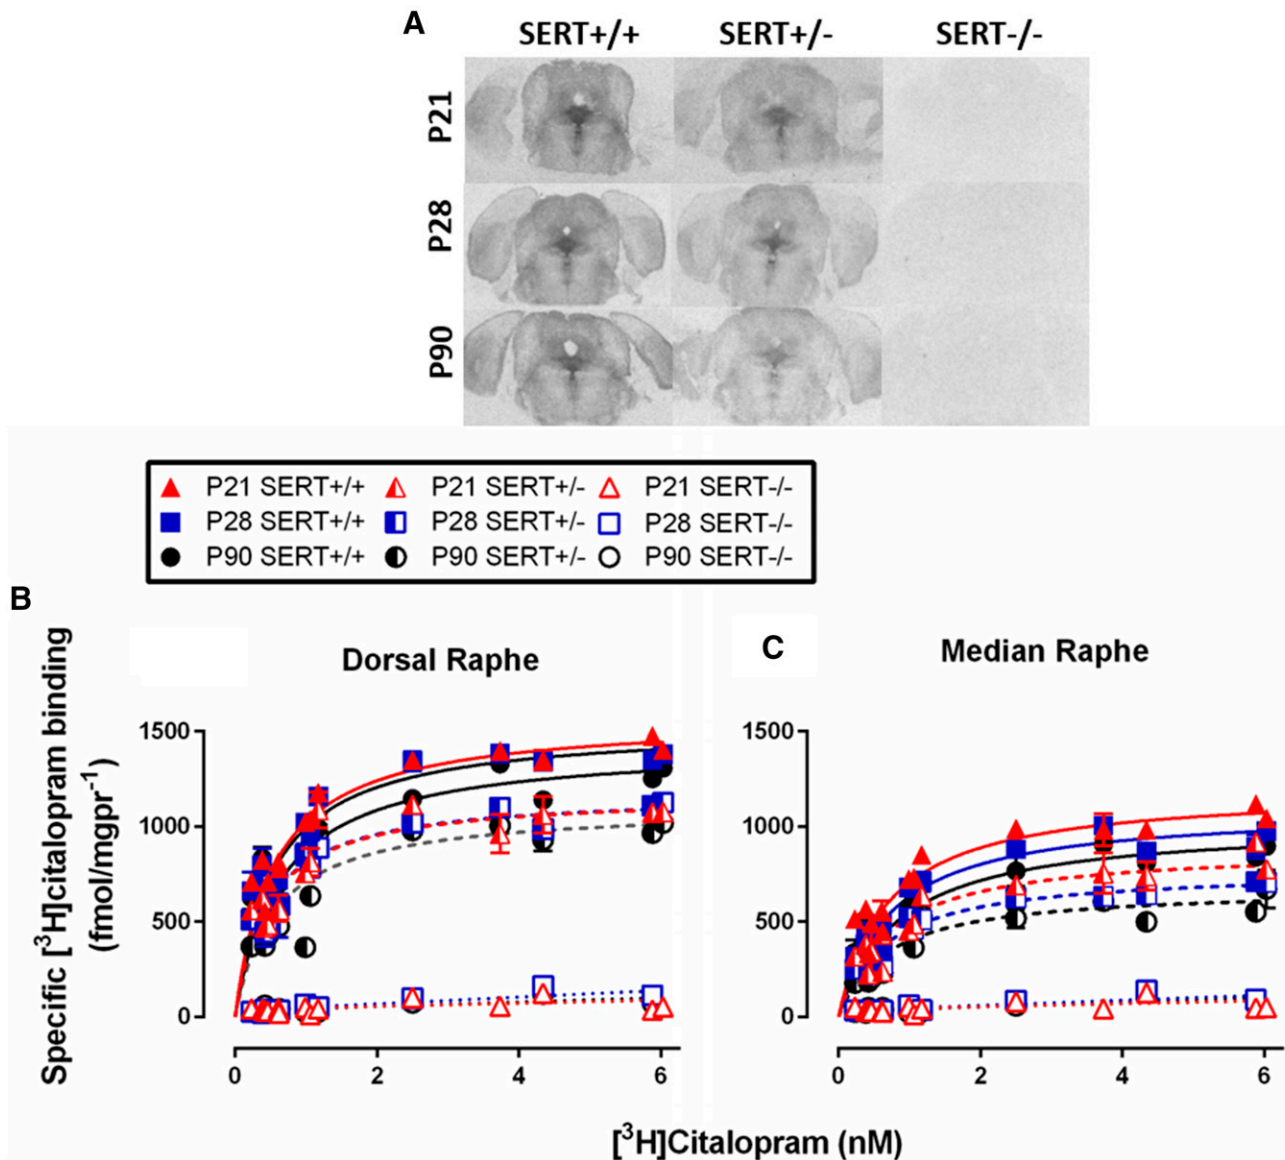 A
SERT+/+ SERT+/- SERT-/-
P21
P28
P90
P21 SERT+/+ P21 SERT+/- P21 SERT-/-
P28 SERT+/+ P28 SERT+/- P28 SERT-/-
P90 SERT+/+ P90 SERT+/- P90 SERT-/-
B
Dorsal Raphe
Specific [³H]citalopram binding
(fmol/mgpr⁻¹)
1500
1000
500
0
0 2 4 6
C
Median Raphe
1500
1000
500
0
0 2 4 6
[³H]Citalopram (nM)